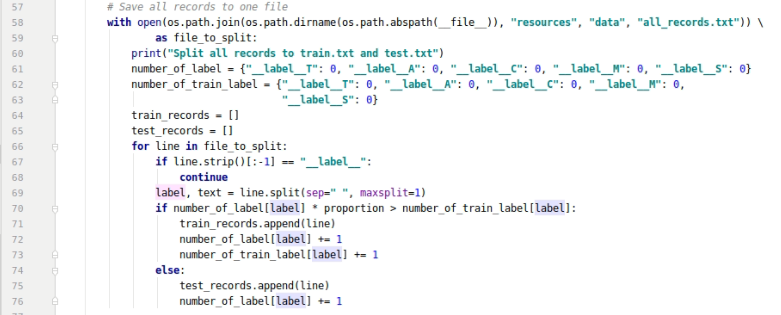 57 # Save all records to one file
58 with open(os.path.join(os.path.dirname(os.path.abspath(__file__)), "resources", "data", "all_records.txt")) \
59 as file_to_split:
60 print("Split all records to train.txt and test.txt")
61 number_of_label = {"__label__T": 0, "__label__A": 0, "__label__C": 0, "__label__M": 0, "__label__S": 0}
62 number_of_train_label = {"__label__T": 0, "__label__A": 0, "__label__C": 0, "__label__M": 0,
63 "__label__S": 0}
64 train_records = []
65 test_records = []
66 for line in file_to_split:
67 if line.strip()[:-1] == "__label__":
68 continue
69 label, text = line.split(sep=" ", maxsplit=1)
70 if number_of_label[label] * proportion > number_of_train_label[label]:
71 train_records.append(line)
72 number_of_label[label] += 1
73 number_of_train_label[label] += 1
74 else:
75 test_records.append(line)
76 number_of_label[label] += 1